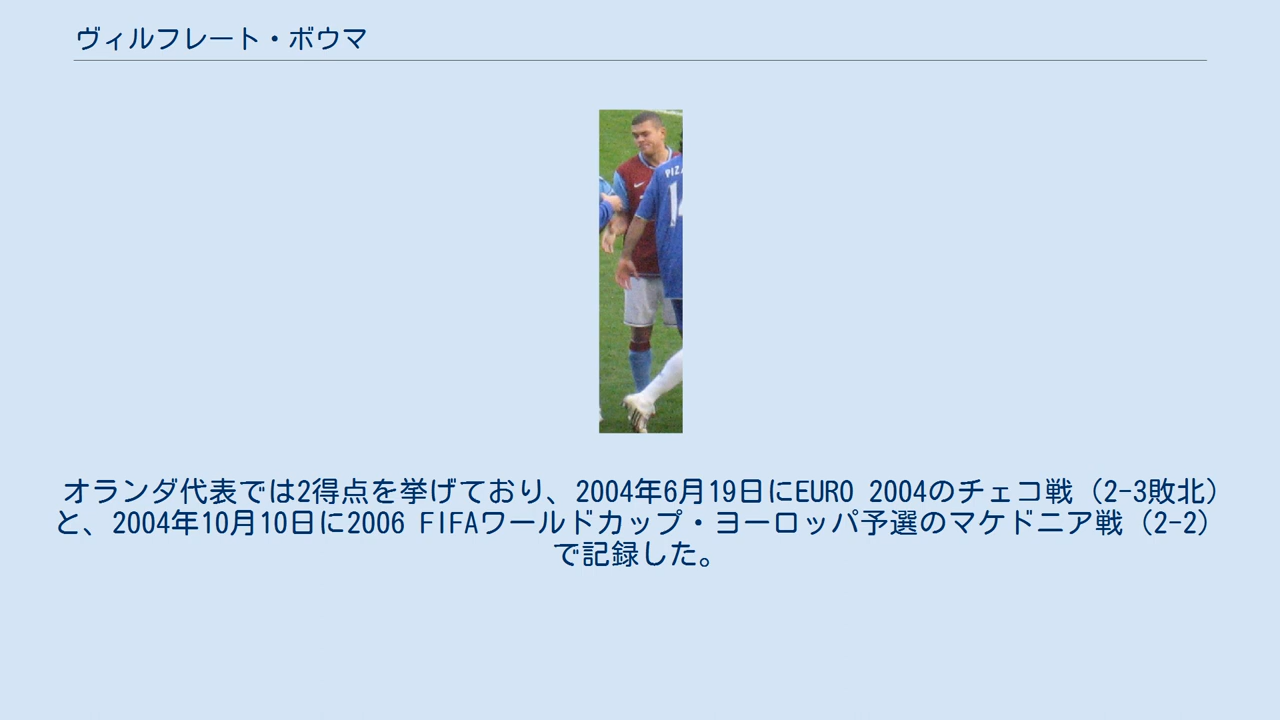 ヴィルフレート・ボウマ
PIZA
14
オランダ代表では2得点を挙げており、2004年6月19日にEURO 2004のチェコ戦（2-3敗北）
と、2004年10月10日に2006 FIFAワールドカップ・ヨーロッパ予選のマケドニア戦（2-2）
で記録した。